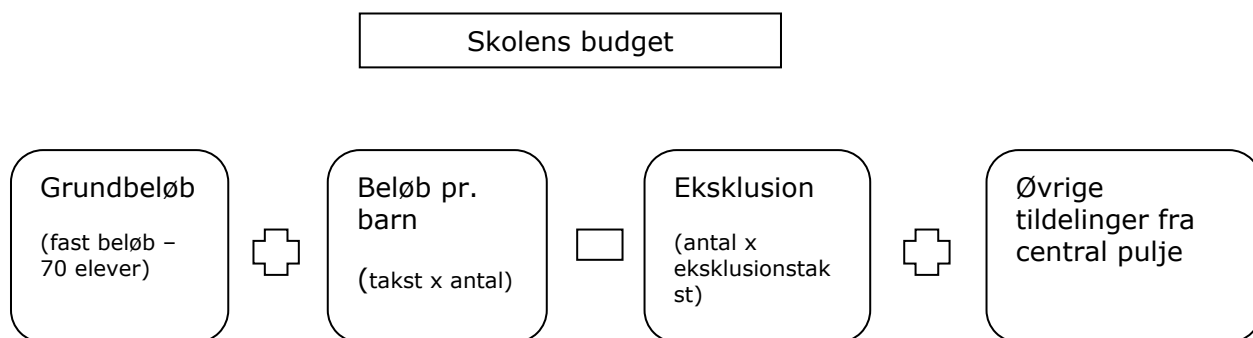 Skolens budget
Grundbeløb
(fast beløb –
70 elever)
Beløb pr.
barn
(takst x antal)
Eksklusion
(antal x
eksklusionstak
st)
Øvrige
tildelinger fra
central pulje